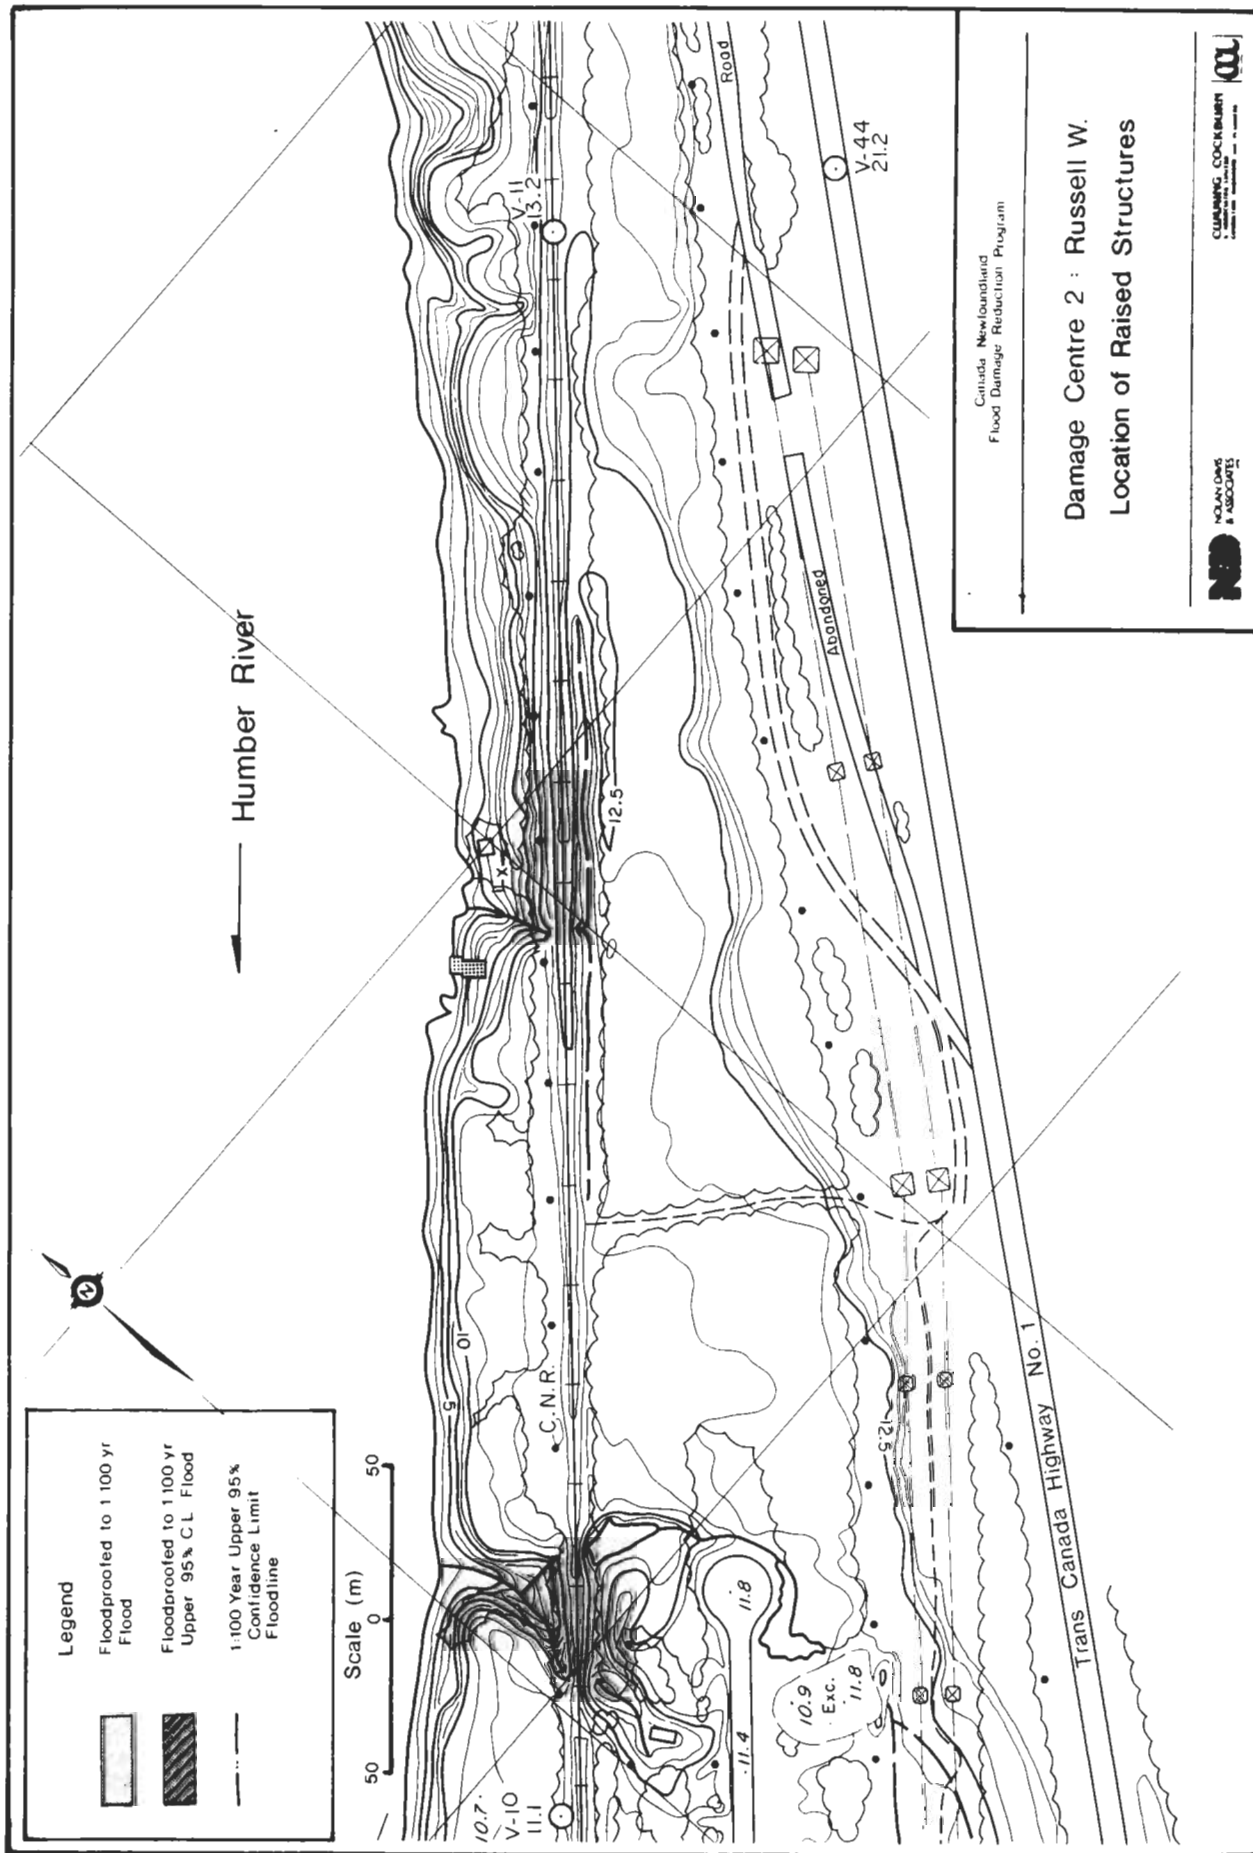 Canada Newfoundland
Flood Damage Reduction Program
Damage Centre 2 : Russell W.
Location of Raised Structures
NOLAN DAVIS
& ASSOCIATES
CUMMING COCKBURN
CCL
Humber River
Legend
Floodproofed to 1 100 yr
Flood
Floodproofed to 1 100 yr
Upper 95% C L Flood
1:100 Year Upper 95%
Confidence Limit
Floodline
Scale (m)
50
0
50
N
V-11
13.2
V-44
21.2
Road
Abandoned
12.5
x
10
5
C.N.R.
12.5
Trans Canada Highway No. 1
11.8
10.9
Exc.
11.8
11.4
10.7
V-10
11.1